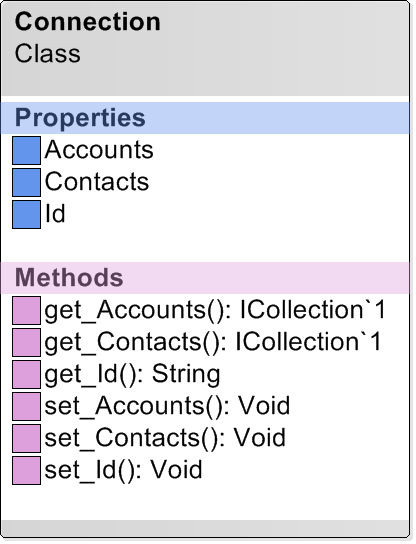 Connection
Class
Properties
Accounts
Contacts
Id
Methods
get_Accounts(): ICollection`1
get_Contacts(): ICollection`1
get_Id(): String
set_Accounts(): Void
set_Contacts(): Void
set_Id(): Void